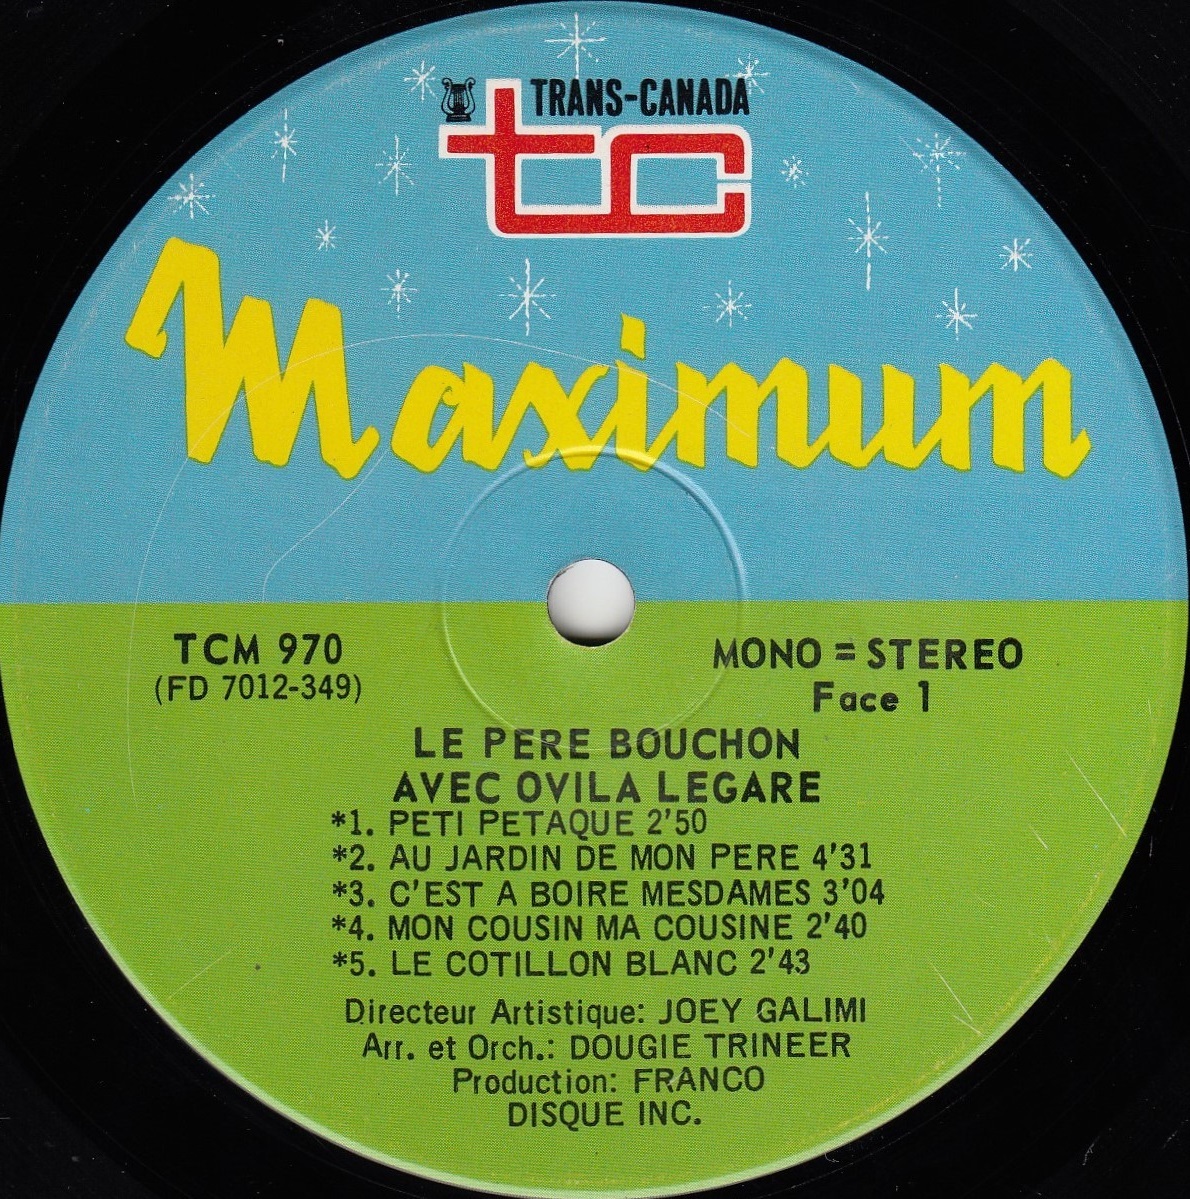 TRANS-CANADA
tc
Maximum
TCM 970
(FD 7012-349)
MONO = STEREO
Face 1
LE PERE BOUCHON
AVEC OVILA LEGARE
*1. PETI PETAQUE 2'50
*2. AU JARDIN DE MON PERE 4'31
*3. C'EST A BOIRE MESDAMES 3'04
*4. MON COUSIN MA COUSINE 2'40
*5. LE COTILLON BLANC 2'43
Directeur Artistique: JOEY GALIMI
Arr. et Orch.: DOUGIE TRINEER
Production: FRANCO
DISQUE INC.